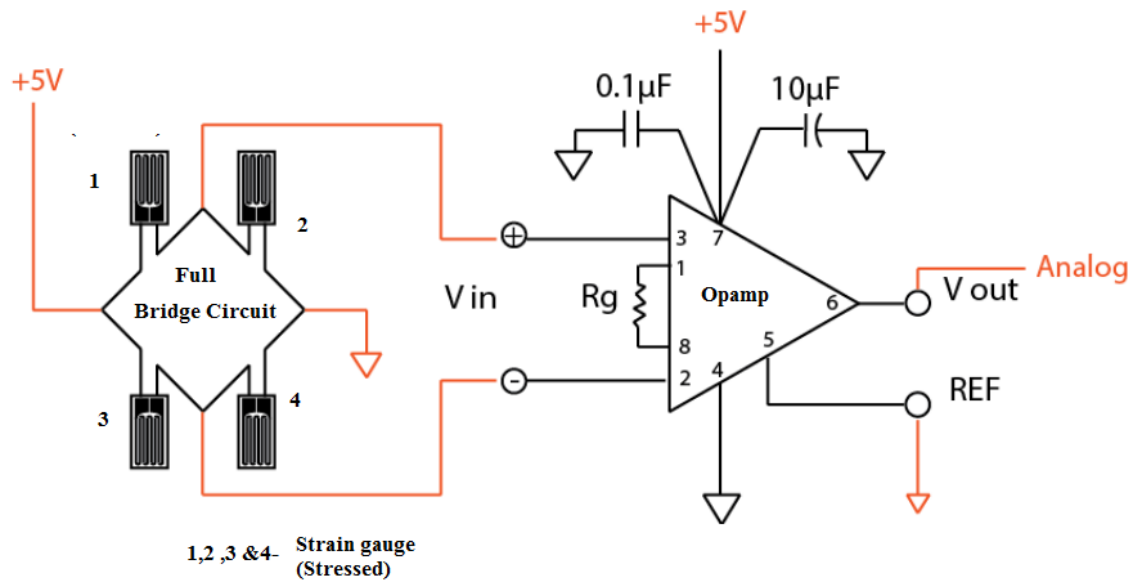 +5V
+5V
0.1µF
10µF
1
2
Full
Bridge Circuit
3
4
V in
Rg
3
7
1
Opamp
6
8
5
2
4
V out
Analog
REF
1,2 ,3 &4- Strain gauge
(Stressed)